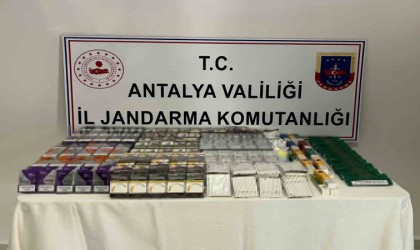 T.C.
ANTALYA VALİLİĞİ
İL JANDARMA KOMUTANLIĞI